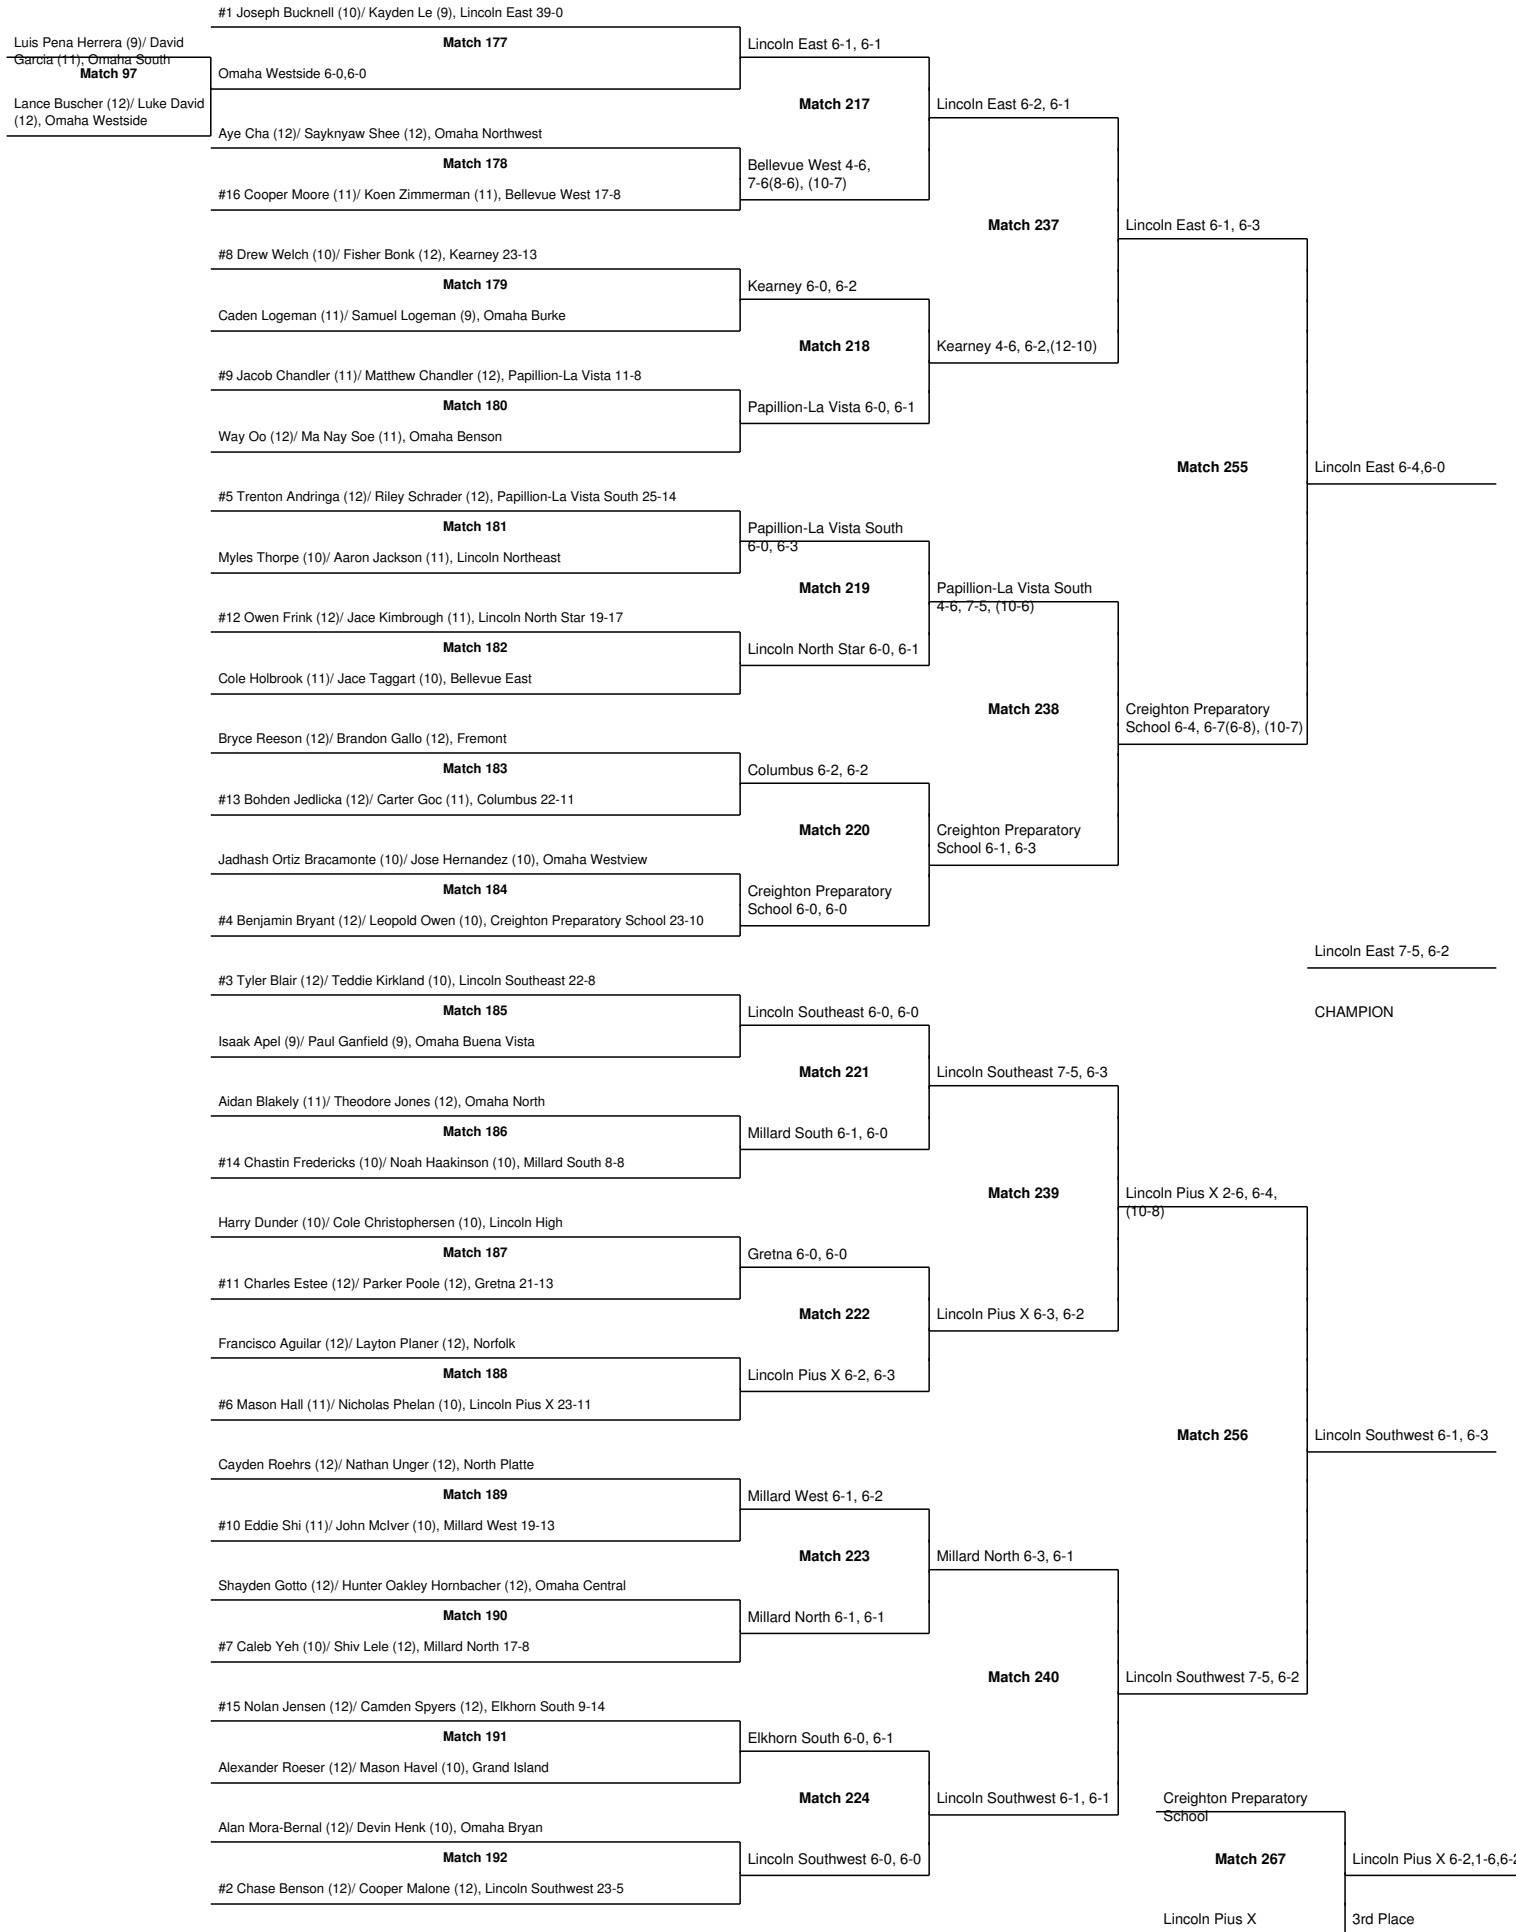 #1 Joseph Bucknell (10)/ Kayden Le (9), Lincoln East 39-0
Luis Pena Herrera (9)/ David
Garcia (11), Omaha South
Match 97
Lance Buscher (12)/ Luke David
(12), Omaha Westside
Match 177
Omaha Westside 6-0,6-0
Aye Cha (12)/ Sayknyaw Shee (12), Omaha Northwest
Match 178
#16 Cooper Moore (11)/ Koen Zimmerman (11), Bellevue West 17-8
#8 Drew Welch (10)/ Fisher Bonk (12), Kearney 23-13
Match 179
Caden Logeman (11)/ Samuel Logeman (9), Omaha Burke
#9 Jacob Chandler (11)/ Matthew Chandler (12), Papillion-La Vista 11-8
Match 180
Way Oo (12)/ Ma Nay Soe (11), Omaha Benson
#5 Trenton Andringa (12)/ Riley Schrader (12), Papillion-La Vista South 25-14
Match 181
Myles Thorpe (10)/ Aaron Jackson (11), Lincoln Northeast
#12 Owen Frink (12)/ Jace Kimbrough (11), Lincoln North Star 19-17
Match 182
Cole Holbrook (11)/ Jace Taggart (10), Bellevue East
Bryce Reeson (12)/ Brandon Gallo (12), Fremont
Match 183
#13 Bohden Jedlicka (12)/ Carter Goc (11), Columbus 22-11
Jadhash Ortiz Bracamonte (10)/ Jose Hernandez (10), Omaha Westview
Match 184
#4 Benjamin Bryant (12)/ Leopold Owen (10), Creighton Preparatory School 23-10
#3 Tyler Blair (12)/ Teddie Kirkland (10), Lincoln Southeast 22-8
Match 185
Isaak Apel (9)/ Paul Ganfield (9), Omaha Buena Vista
Aidan Blakely (11)/ Theodore Jones (12), Omaha North
Match 186
#14 Chastin Fredericks (10)/ Noah Haakinson (10), Millard South 8-8
Harry Dunder (10)/ Cole Christophersen (10), Lincoln High
Match 187
#11 Charles Estee (12)/ Parker Poole (12), Gretna 21-13
Francisco Aguilar (12)/ Layton Planer (12), Norfolk
Match 188
#6 Mason Hall (11)/ Nicholas Phelan (10), Lincoln Pius X 23-11
Cayden Roehrs (12)/ Nathan Unger (12), North Platte
Match 189
#10 Eddie Shi (11)/ John McIver (10), Millard West 19-13
Shayden Gotto (12)/ Hunter Oakley Hornbacher (12), Omaha Central
Match 190
#7 Caleb Yeh (10)/ Shiv Lele (12), Millard North 17-8
#15 Nolan Jensen (12)/ Camden Spyers (12), Elkhorn South 9-14
Match 191
Alexander Roeser (12)/ Mason Havel (10), Grand Island
Alan Mora-Bernal (12)/ Devin Henk (10), Omaha Bryan
Match 192
#2 Chase Benson (12)/ Cooper Malone (12), Lincoln Southwest 23-5
Lincoln East 6-1, 6-1
Match 217
Bellevue West 4-6,
7-6(8-6), (10-7)
Kearney 6-0, 6-2
Match 218
Papillion-La Vista 6-0, 6-1
Papillion-La Vista South
6-0, 6-3
Match 219
Lincoln North Star 6-0, 6-1
Columbus 6-2, 6-2
Match 220
Creighton Preparatory
School 6-0, 6-0
Lincoln Southeast 6-0, 6-0
Match 221
Millard South 6-1, 6-0
Gretna 6-0, 6-0
Match 222
Lincoln Pius X 6-2, 6-3
Millard West 6-1, 6-2
Match 223
Millard North 6-1, 6-1
Elkhorn South 6-0, 6-1
Match 224
Lincoln Southwest 6-0, 6-0
Lincoln East 6-2, 6-1
Match 237
Kearney 4-6, 6-2,(12-10)
Papillion-La Vista South
4-6, 7-5, (10-6)
Match 238
Creighton Preparatory
School 6-1, 6-3
Lincoln Southeast 7-5, 6-3
Match 239
Lincoln Pius X 6-3, 6-2
Millard North 6-3, 6-1
Match 240
Lincoln Southwest 6-1, 6-1
Lincoln East 6-1, 6-3
Match 255
Creighton Preparatory
School 6-4, 6-7(6-8), (10-7)
Lincoln Pius X 2-6, 6-4,
(10-8)
Match 256
Lincoln Southwest 7-5, 6-2
Lincoln East 6-4,6-0
Lincoln East 7-5, 6-2
CHAMPION
Lincoln Southwest 6-1, 6-3
Creighton Preparatory
School
Match 267
Lincoln Pius X
Lincoln Pius X 6-2,1-6,6-2
3rd Place